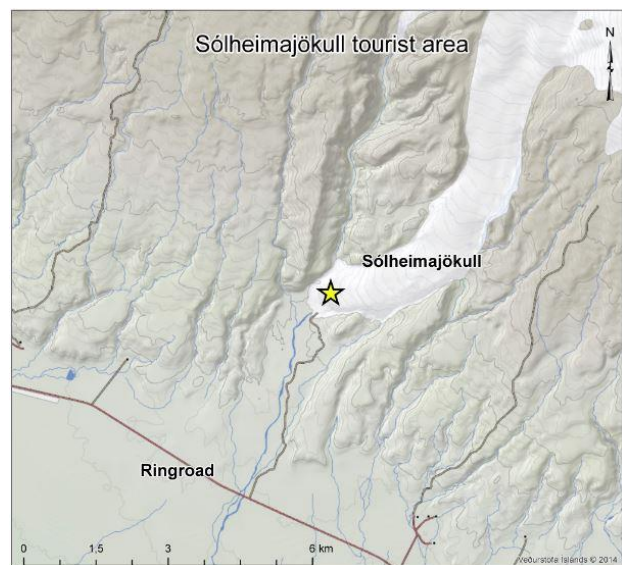 Sólheimajökull tourist area
N
Sólheimajökull
Ringroad
0 1,5 3 6 km
Veðurstofa Íslands © 2014